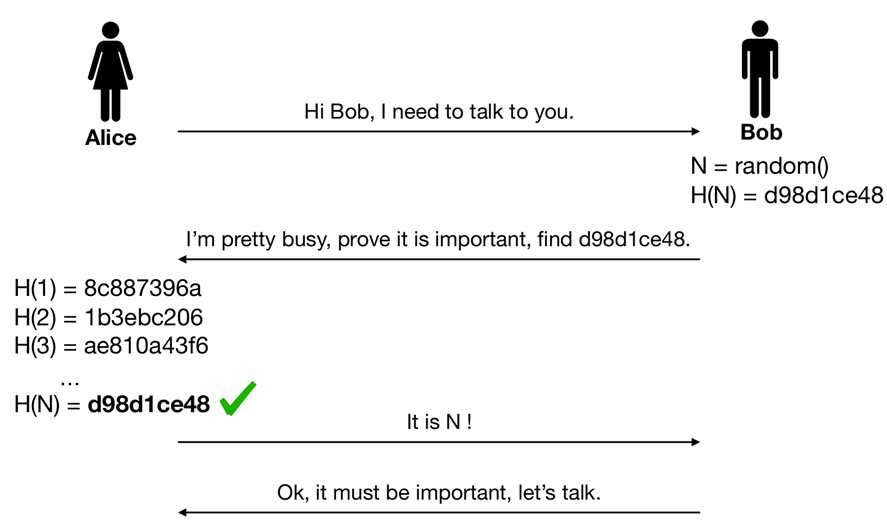 Hi Bob, I need to talk to you.
Alice
Bob
N = random()
H(N) = d98d1ce48
I'm pretty busy, prove it is important, find d98d1ce48.
H(1) = 8c887396a
H(2) = 1b3ebc206
H(3) = ae810a43f6
...
H(N) = d98d1ce48
It is N !
Ok, it must be important, let's talk.